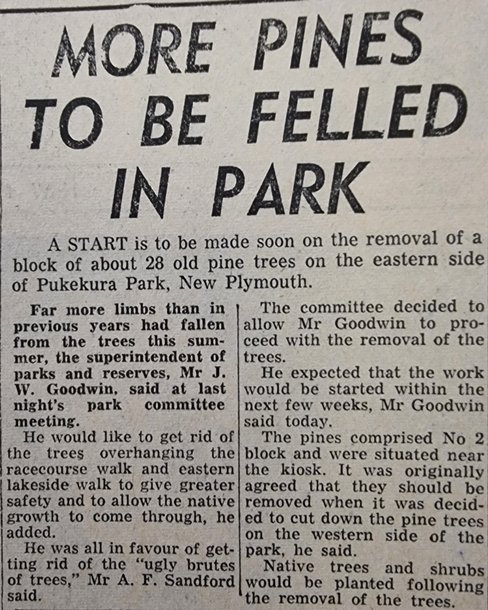 MORE PINES
TO BE FELLED
IN PARK
A START is to be made soon on the removal of a
block of about 28 old pine trees on the eastern side
of Pukekura Park, New Plymouth.
Far more limbs than in
previous years had fallen
from the trees this sum-
mer, the superintendent of
parks and reserves, Mr J.
W. Goodwin, said at last
night's park committee
meeting.
He would like to get rid of
the trees overhanging the
racecourse walk and eastern
lakeside walk to give greater
safety and to allow the native
growth to come through, he
added.
He was all in favour of get-
ting rid of the "ugly brutes
of trees," Mr A. F. Sandford
said.
The committee decided to
allow Mr Goodwin to pro-
ceed with the removal of the
trees.
He expected that the work
would be started within the
next few weeks, Mr Goodwin
said today.
The pines comprised No 2
block and were situated near
the kiosk. It was originally
agreed that they should be
removed when it was decid-
ed to cut down the pine trees
on the western side of the
park, he said.
Native trees and shrubs
would be planted following
the removal of the trees.